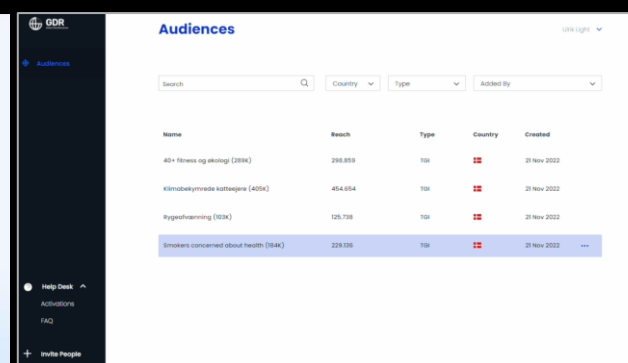 GDR
Audiences
Audiences
Search
Country
Type
Added By
Name Reach Type Country Created
40+ fitness og økologi (289K) 298.859 TGI 21 Nov 2022
Klimabekymrede katteejere (405K) 454.654 TGI 21 Nov 2022
Rygeafvænning (103K) 125.738 TGI 21 Nov 2022
Smokers concerned about health (184K) 229.136 TGI 21 Nov 2022
Help Desk
Activations
FAQ
Invite People